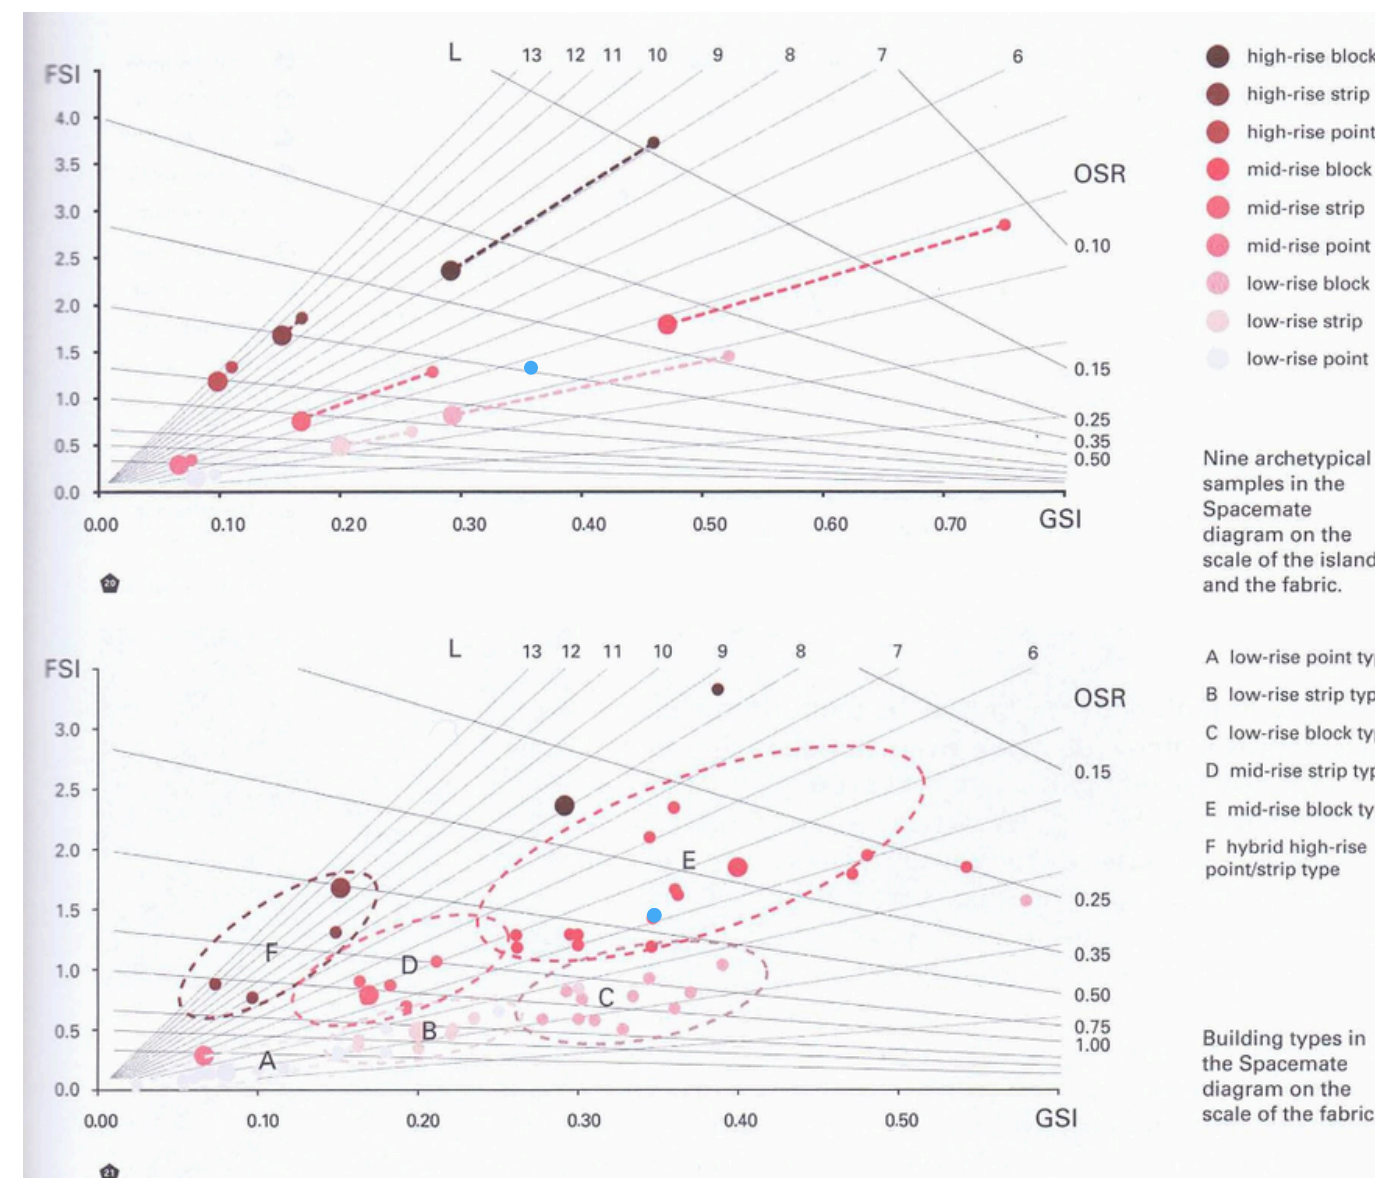 L 13 12 11 10 9 8 7 6
FSI
4.0
3.5
3.0
2.5
2.0
1.5
1.0
0.5
0.0
OSR
0.10
0.15
0.25
0.35
0.50
0.00 0.10 0.20 0.30 0.40 0.50 0.60 0.70 GSI
20
high-rise block
high-rise strip
high-rise point
mid-rise block
mid-rise strip
mid-rise point
low-rise block
low-rise strip
low-rise point
Nine archetypical
samples in the
Spacemate
diagram on the
scale of the island
and the fabric.
L 13 12 11 10 9 8 7 6
FSI
3.0
2.5
2.0
1.5
1.0
0.5
0.0
OSR
0.15
0.25
0.35
0.50
0.75
1.00
E
F
D
C
B
A
0.00 0.10 0.20 0.30 0.40 0.50 GSI
21
A low-rise point ty
B low-rise strip typ
C low-rise block ty
D mid-rise strip typ
E mid-rise block ty
F hybrid high-rise
point/strip type
Building types in
the Spacemate
diagram on the
scale of the fabric